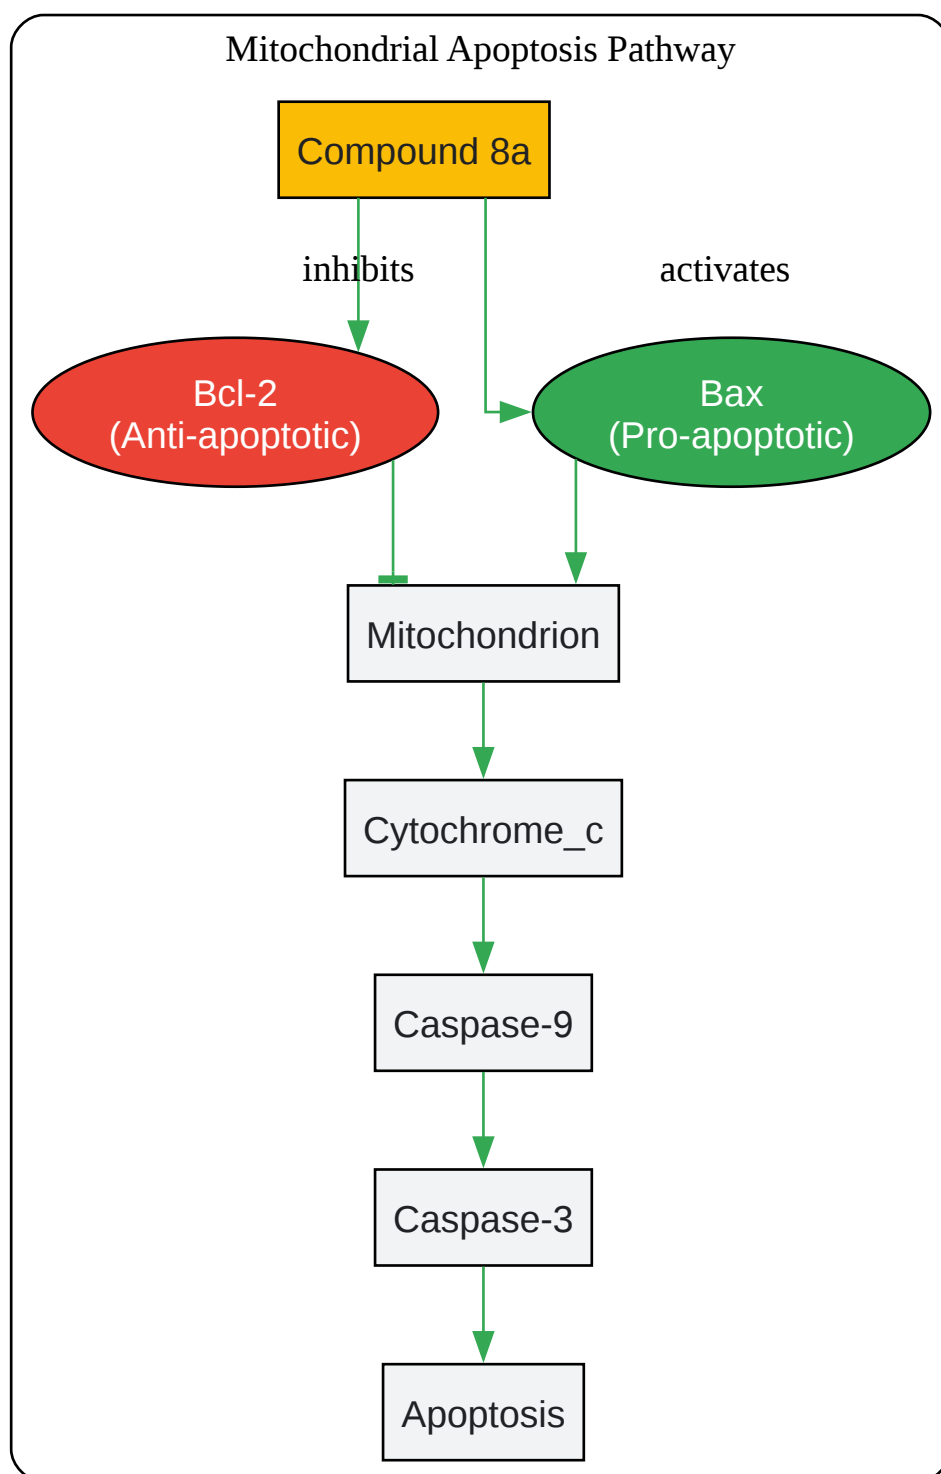 Mitochondrial Apoptosis Pathway
Compound 8a
inhibits
activates
Bcl-2
(Anti-apoptotic)
Bax
(Pro-apoptotic)
Mitochondrion
Cytochrome_c
Caspase-9
Caspase-3
Apoptosis